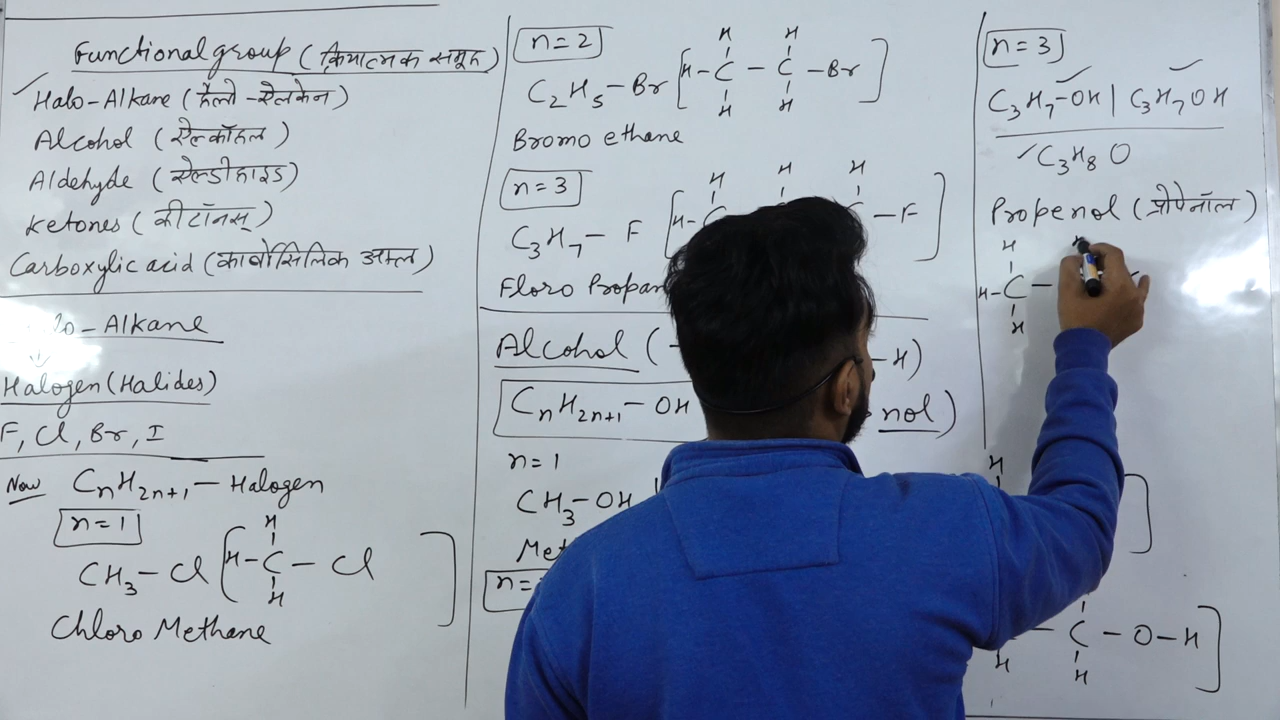 Functional group (क्रियात्मक समूह)
Halo-Alkane (हैलो-ऐलकेन)
Alcohol (ऐल्कॉहल)
Aldehyde (ऐल्डीहाइड)
Ketones (कीटॉनस्)
Carboxylic acid (कार्बोसिलिक अम्ल)
lo-Alkane
Halogen (Halides)
F, Cl, Br, I
Now CnH2n+1 - Halogen
n=1
H
CH3-Cl [H-C-Cl]
H
Chloro Methane
n=2
H H
C2H5-Br [H-C-C-Br]
H H
Bromo ethane
n=3
H H H
C3H7-F [H-C C-F]
Floro Propan
Alcohol ( -H)
CnH2n+1-OH nol)
n=1
CH3-OH
Met
n=
n=3
C3H7-OH | C3H7OH
C3H8O
Propenol (प्रोपेनॉल)
H H
H-C-
H
H
]
- C-O-H]
H H